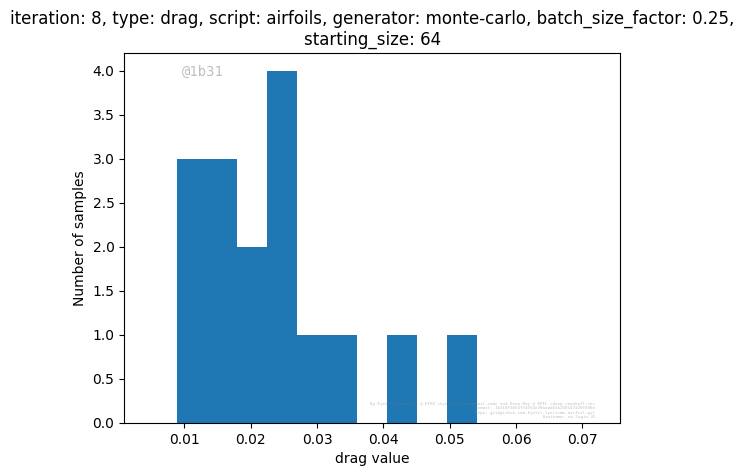 iteration: 8, type: drag, script: airfoils, generator: monte-carlo, batch_size_factor: 0.25,
starting_size: 64
@1b31
4.0
3.5
3.0
2.5
2.0
1.5
1.0
0.5
0.0
Number of samples
0.01 0.02 0.03 0.04 0.05 0.06 0.07
drag value